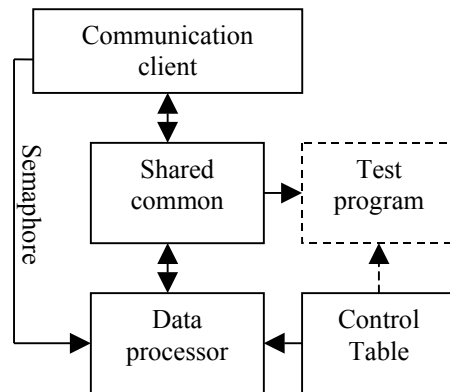 Communication
client
Semaphore
Shared
common
Test
program
Data
processor
Control
Table